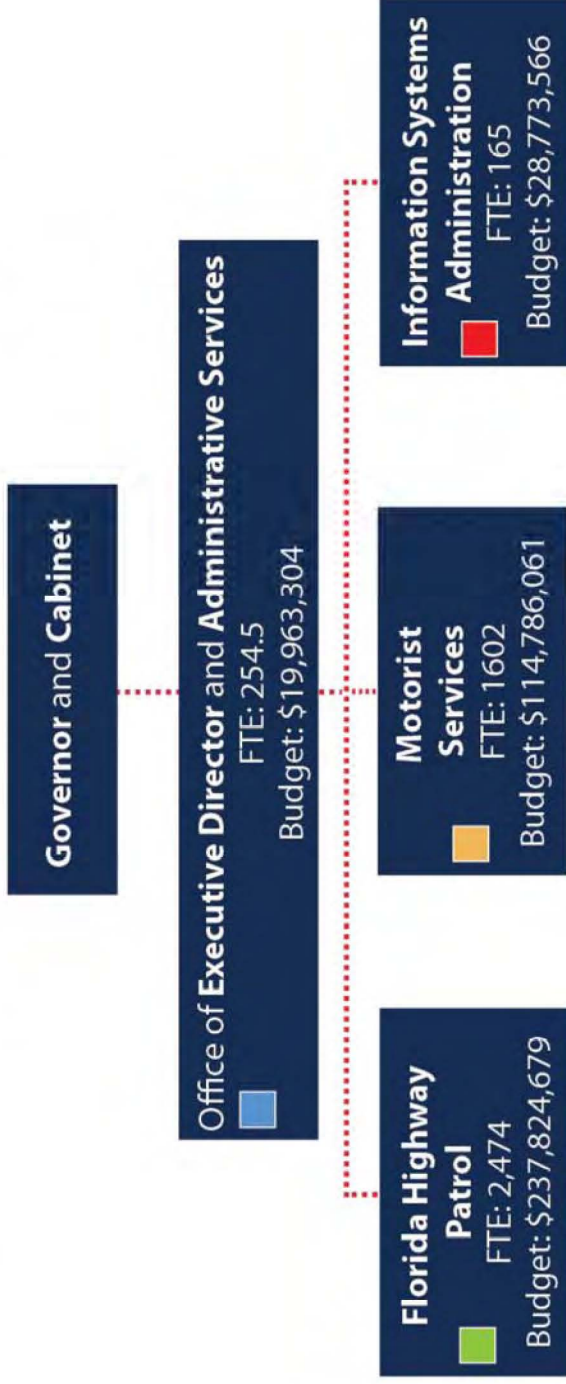 Governor and Cabinet
Office of Executive Director and Administrative Services
FTE: 254.5
Budget: $19,963,304
Florida Highway
Patrol
FTE: 2,474
Budget: $237,824,679
Motorist
Services
FTE: 1602
Budget: $114,786,061
Information Systems
Administration
FTE: 165
Budget: $28,773,566